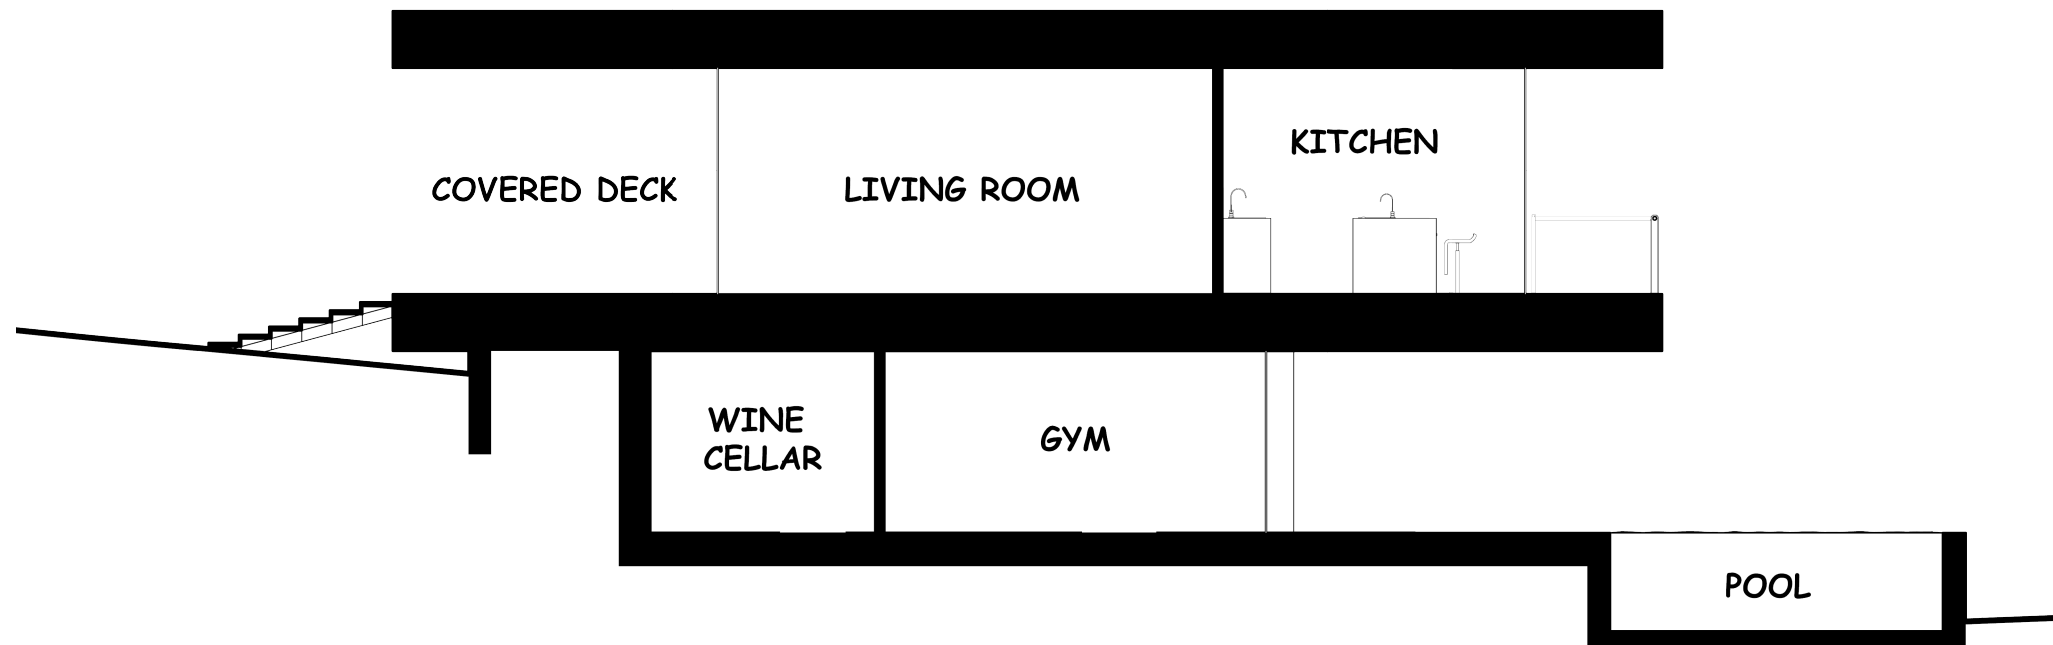 COVERED DECK
LIVING ROOM
KITCHEN
WINE
CELLAR
GYM
POOL